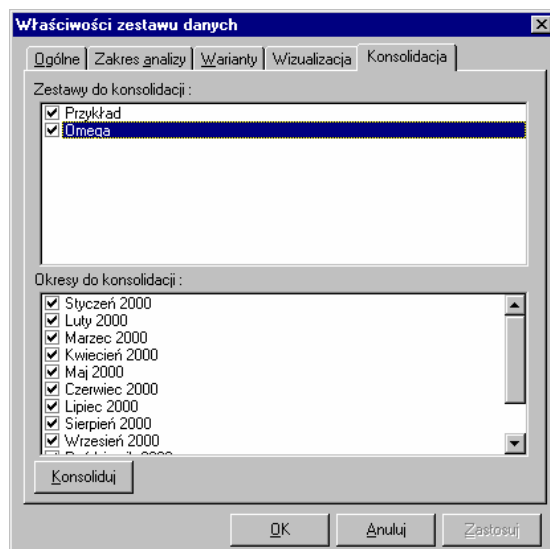 Właściwości zestawu danych
Ogólne Zakres analizy Warianty Wizualizacja Konsolidacja
Zestawy do konsolidacji :
Przykład
Omega
Okresy do konsolidacji :
Styczeń 2000
Luty 2000
Marzec 2000
Kwiecień 2000
Maj 2000
Czerwiec 2000
Lipiec 2000
Sierpień 2000
Wrzesień 2000
Konsoliduj
OK Anuluj Zastosuj